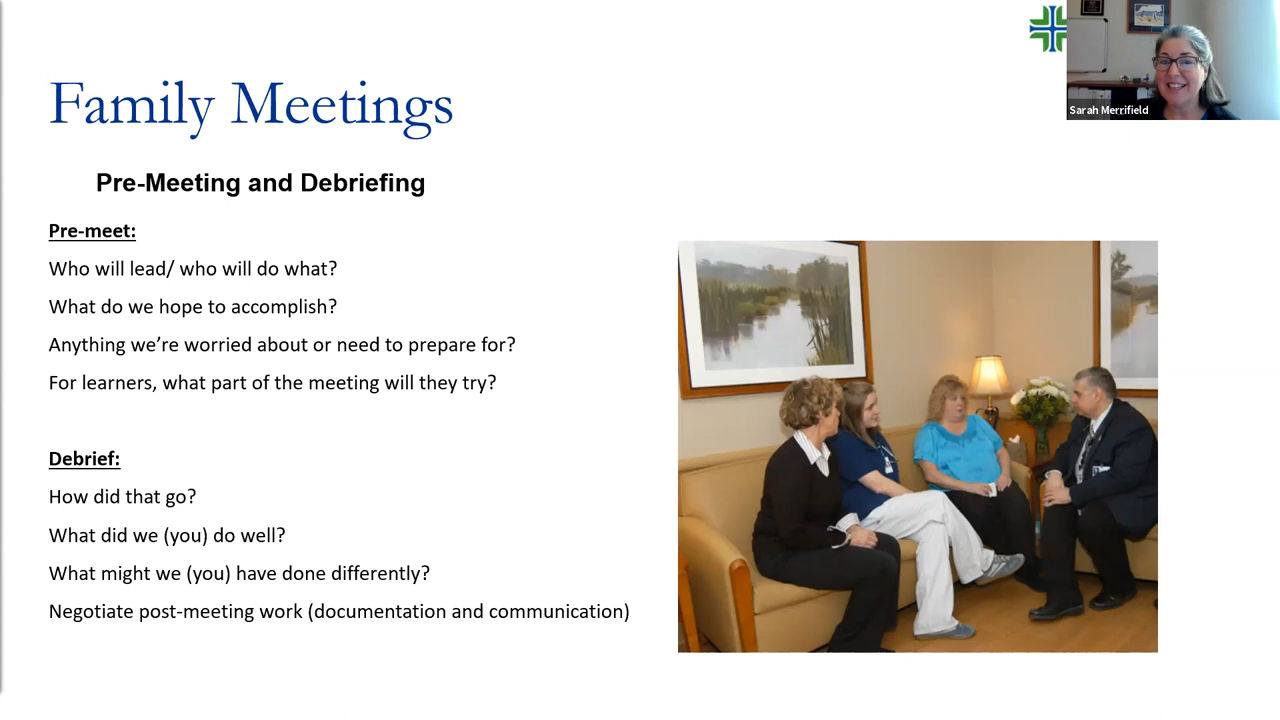 Family Meetings
Sarah Merrifield
Pre-Meeting and Debriefing
Pre-meet:
Who will lead/ who will do what?
What do we hope to accomplish?
Anything we’re worried about or need to prepare for?
For learners, what part of the meeting will they try?
Debrief:
How did that go?
What did we (you) do well?
What might we (you) have done differently?
Negotiate post-meeting work (documentation and communication)